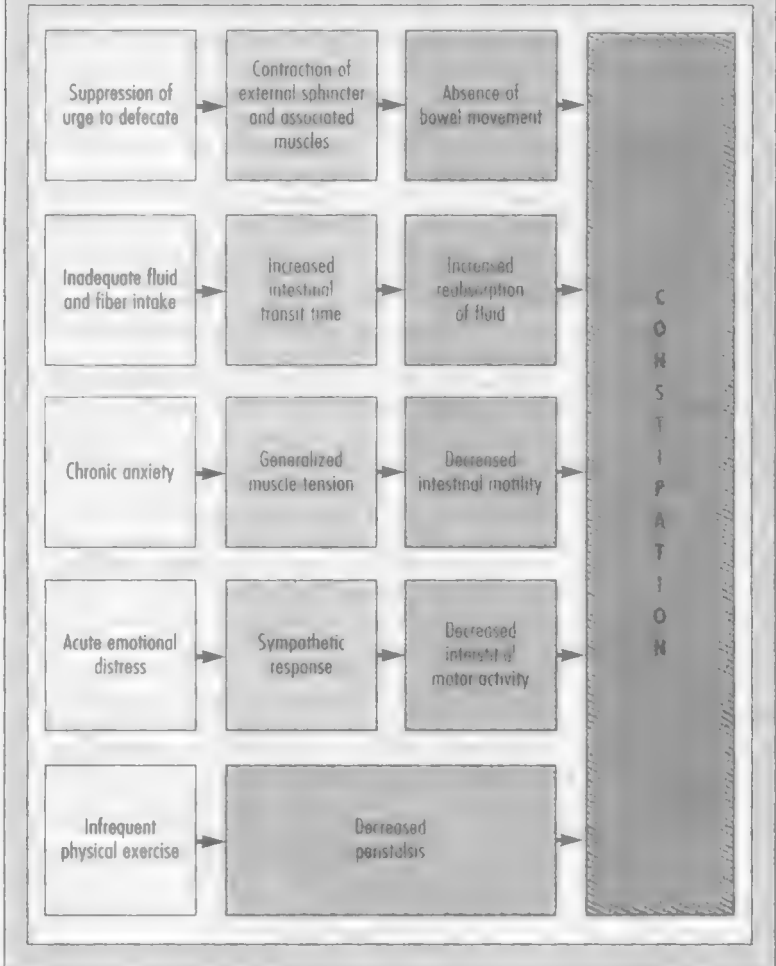 Suppression of
urge to defecate
Contraction of
external sphincter
and associated
muscles
Absence of
bowel movement
Inadequate fluid
and fiber intake
Increased
intestinal
transit time
Increased
reabsorption
of fluid
Chronic anxiety
Generalized
muscle tension
Decreased
intestinal motility
Acute emotional
distress
Sympathetic
response
Decreased
motor activity
Infrequent
physical exercise
Decreased
peristalsis
CONSTIPATION